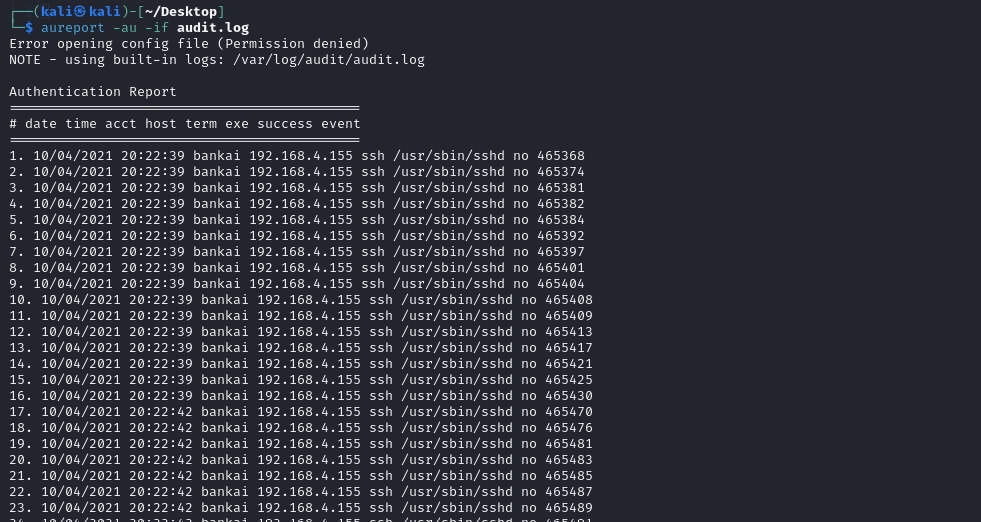 ┌──(kali㉿kali)-[~/Desktop]
└─$ aureport -au -if audit.log
Error opening config file (Permission denied)
NOTE - using built-in logs: /var/log/audit/audit.log
Authentication Report
============================================
# date time acct host term exe success event
============================================
1. 10/04/2021 20:22:39 bankai 192.168.4.155 ssh /usr/sbin/sshd no 465368
2. 10/04/2021 20:22:39 bankai 192.168.4.155 ssh /usr/sbin/sshd no 465374
3. 10/04/2021 20:22:39 bankai 192.168.4.155 ssh /usr/sbin/sshd no 465381
4. 10/04/2021 20:22:39 bankai 192.168.4.155 ssh /usr/sbin/sshd no 465382
5. 10/04/2021 20:22:39 bankai 192.168.4.155 ssh /usr/sbin/sshd no 465384
6. 10/04/2021 20:22:39 bankai 192.168.4.155 ssh /usr/sbin/sshd no 465392
7. 10/04/2021 20:22:39 bankai 192.168.4.155 ssh /usr/sbin/sshd no 465397
8. 10/04/2021 20:22:39 bankai 192.168.4.155 ssh /usr/sbin/sshd no 465401
9. 10/04/2021 20:22:39 bankai 192.168.4.155 ssh /usr/sbin/sshd no 465404
10. 10/04/2021 20:22:39 bankai 192.168.4.155 ssh /usr/sbin/sshd no 465408
11. 10/04/2021 20:22:39 bankai 192.168.4.155 ssh /usr/sbin/sshd no 465409
12. 10/04/2021 20:22:39 bankai 192.168.4.155 ssh /usr/sbin/sshd no 465413
13. 10/04/2021 20:22:39 bankai 192.168.4.155 ssh /usr/sbin/sshd no 465417
14. 10/04/2021 20:22:39 bankai 192.168.4.155 ssh /usr/sbin/sshd no 465421
15. 10/04/2021 20:22:39 bankai 192.168.4.155 ssh /usr/sbin/sshd no 465425
16. 10/04/2021 20:22:39 bankai 192.168.4.155 ssh /usr/sbin/sshd no 465430
17. 10/04/2021 20:22:42 bankai 192.168.4.155 ssh /usr/sbin/sshd no 465470
18. 10/04/2021 20:22:42 bankai 192.168.4.155 ssh /usr/sbin/sshd no 465476
19. 10/04/2021 20:22:42 bankai 192.168.4.155 ssh /usr/sbin/sshd no 465481
20. 10/04/2021 20:22:42 bankai 192.168.4.155 ssh /usr/sbin/sshd no 465483
21. 10/04/2021 20:22:42 bankai 192.168.4.155 ssh /usr/sbin/sshd no 465485
22. 10/04/2021 20:22:42 bankai 192.168.4.155 ssh /usr/sbin/sshd no 465487
23. 10/04/2021 20:22:42 bankai 192.168.4.155 ssh /usr/sbin/sshd no 465489